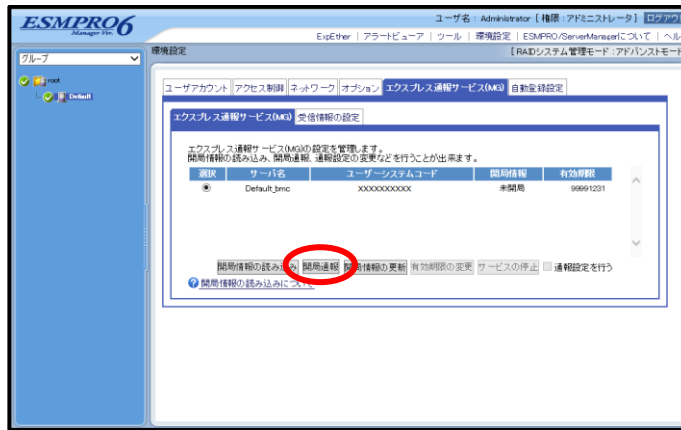 ESMPRO6
Manager Ver.
ユーザ名 : Administrator [ 権限 : アドミニストレータ ] ログアウ
ExpEther | アラートビューア | ツール | 環境設定 | ESMPRO/ServerManagerについて | ヘル
グループ
環境設定
[ RAIDシステム管理モード : アドバンストモード
root
Default
ユーザアカウント アクセス制御 ネットワーク オプション エクスプレス通報サービス(MG) 自動登録設定
エクスプレス通報サービス(MG) 受信情報の設定
エクスプレス通報サービス(MG)の設定を管理します。
開局情報の読み込み、開局通報、通報設定の変更などを行うことが出来ます。
選択 サーバ名 ユーザーシステムコード 開局情報 有効期限
Default_bmc XXXXXXXXXX 未開局 99991231
開局情報の読み込み 開局通報 開局情報の更新 有効期限の変更 サービスの停止 通報設定を行う
開局情報の読み込みについて